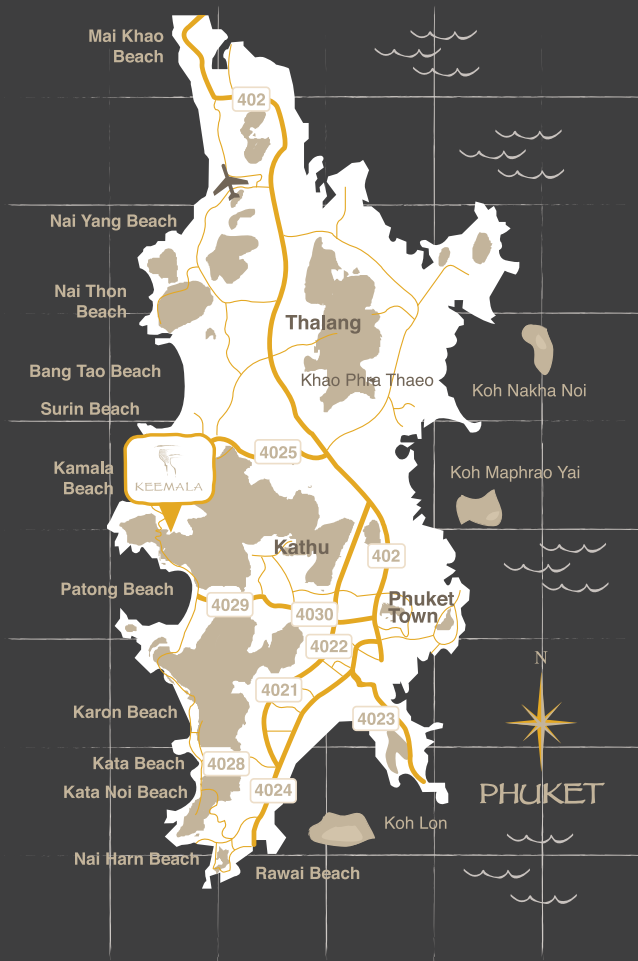 Mai Khao
Beach
402
Nai Yang Beach
Nai Thon
Beach
Thalang
Bang Tao Beach
Khao Phra Thaeo
Koh Nakha Noi
Surin Beach
4025
Kamala
Beach
KEEMALA
Koh Maphrao Yai
Kathu
402
Patong Beach
4029
4030
Phuket
Town
4022
N
4021
Karon Beach
4023
Kata Beach
4028
Kata Noi Beach
4024
PHUKET
Koh Lon
Nai Harn Beach
Rawai Beach